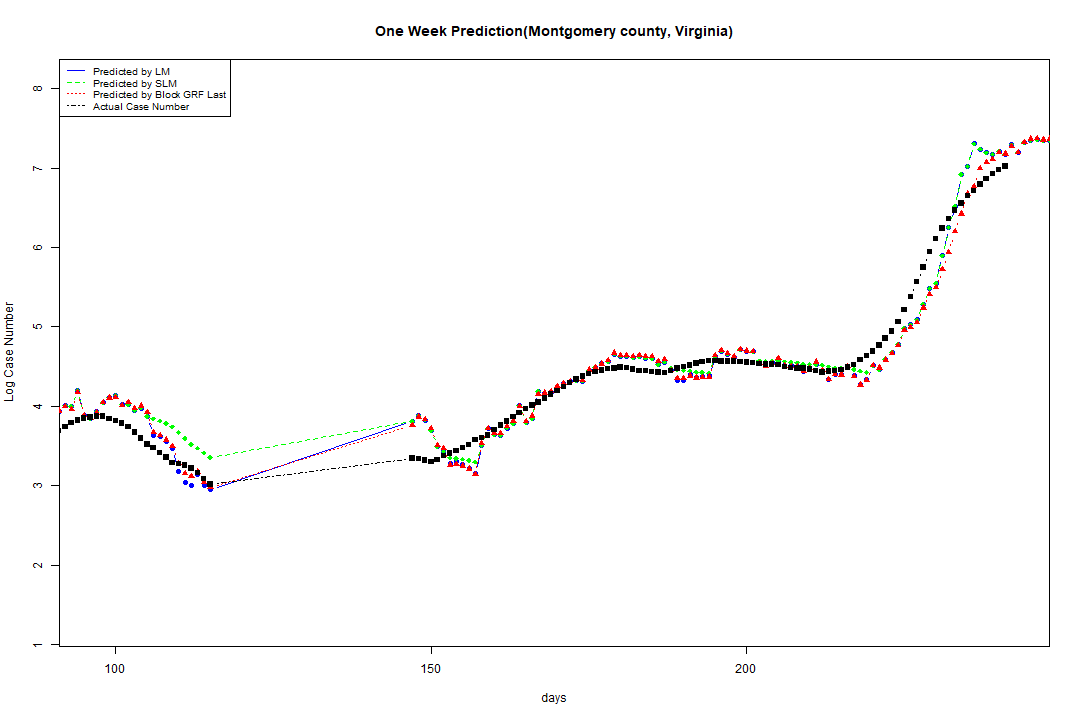 One Week Prediction(Montgomery county, Virginia)
Predicted by LM
Predicted by SLM
Predicted by Block GRF Last
Actual Case Number
8
7
6
5
4
3
2
1
Log Case Number
100 150 200
days